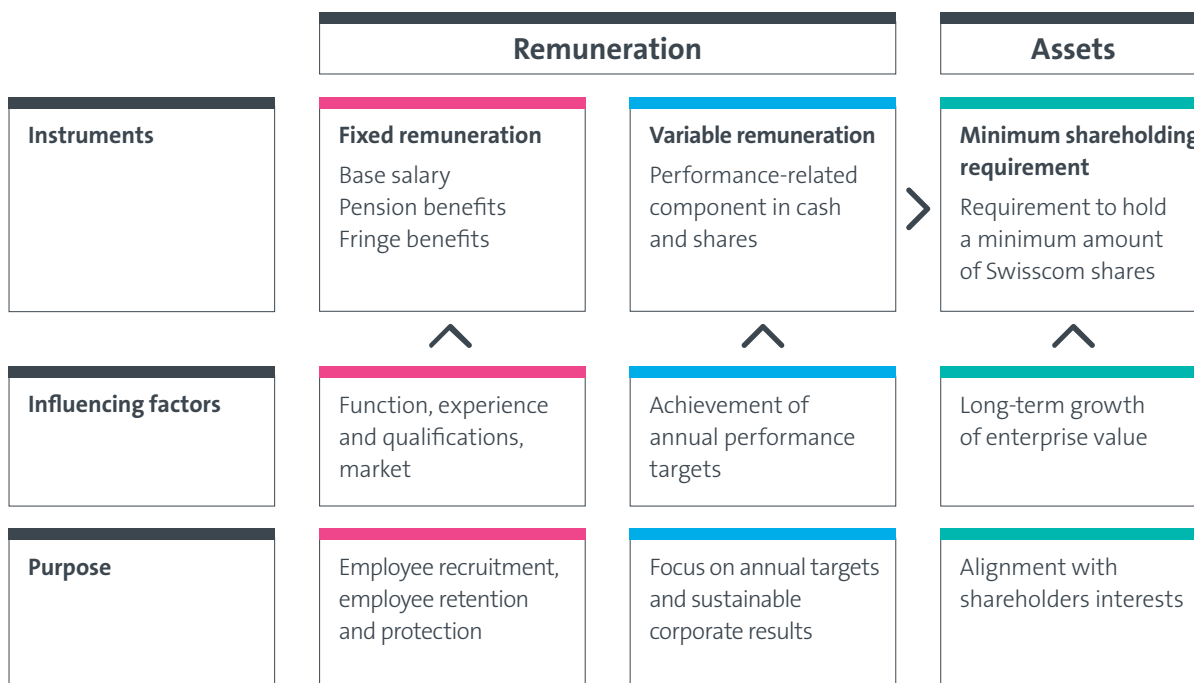 Remuneration
Assets
Instruments
Fixed remuneration
Base salary
Pension benefits
Fringe benefits
Variable remuneration
Performance-related
component in cash
and shares
Minimum shareholding
requirement
Requirement to hold
a minimum amount
of Swisscom shares
Influencing factors
Function, experience
and qualifications,
market
Achievement of
annual performance
targets
Long-term growth
of enterprise value
Purpose
Employee recruitment,
employee retention
and protection
Focus on annual targets
and sustainable
corporate results
Alignment with
shareholders interests